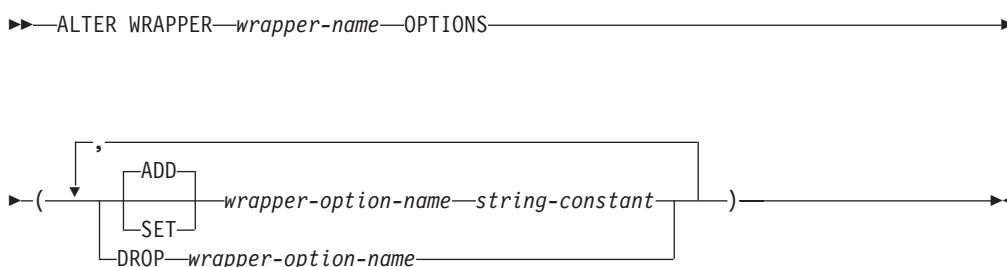 ALTER WRAPPER wrapper-name OPTIONS
,
ADD
( wrapper-option-name string-constant )
SET
DROP wrapper-option-name